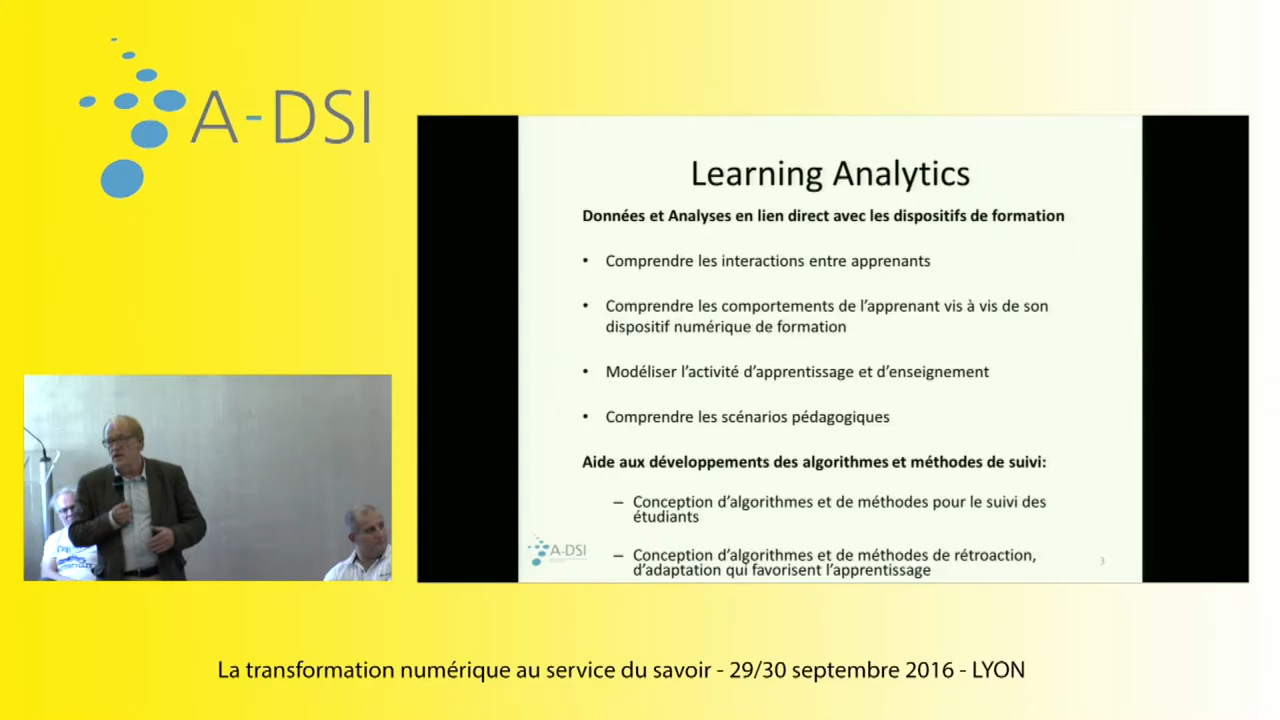 A-DSI
Learning Analytics
Données et Analyses en lien direct avec les dispositifs de formation
• Comprendre les interactions entre apprenants
• Comprendre les comportements de l'apprenant vis à vis de son
dispositif numérique de formation
• Modéliser l'activité d'apprentissage et d'enseignement
• Comprendre les scénarios pédagogiques
Aide aux développements des algorithmes et méthodes de suivi:
– Conception d'algorithmes et de méthodes pour le suivi des
étudiants
– Conception d'algorithmes et de méthodes de rétroaction,
d'adaptation qui favorisent l'apprentissage
A-DSI
3
La transformation numérique au service du savoir - 29/30 septembre 2016 - LYON